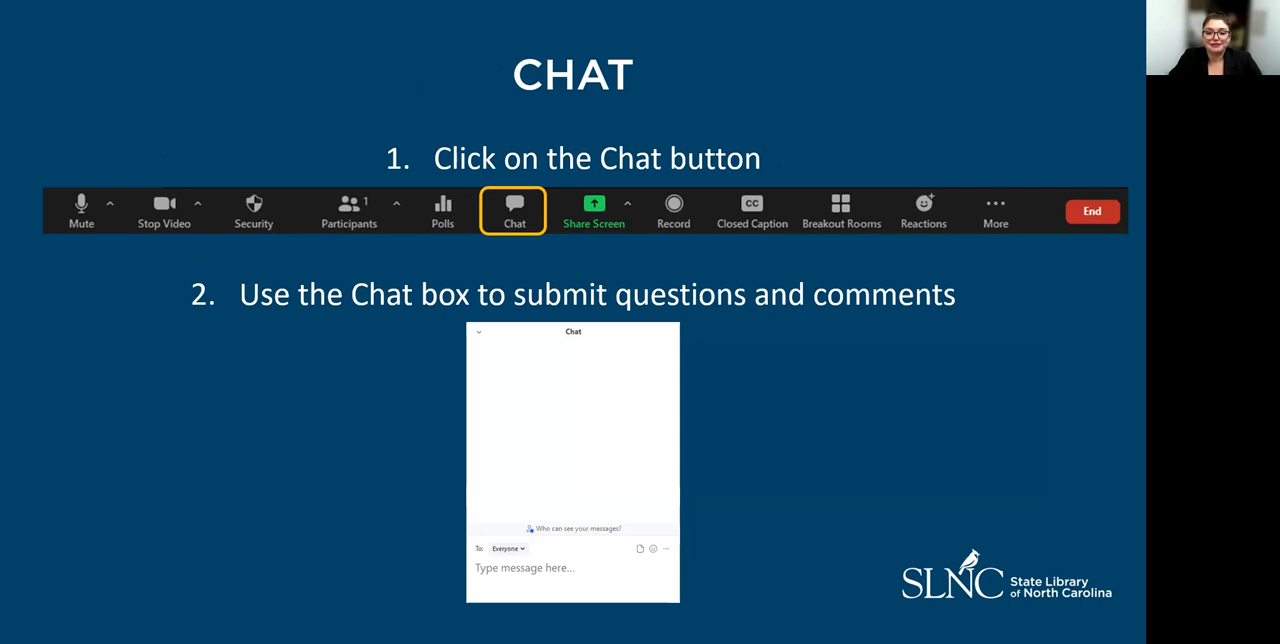 CHAT
1. Click on the Chat button
Mute
Stop Video
Security
1
Participants
Polls
Chat
Share Screen
Record
CC
Closed Caption
Breakout Rooms
Reactions
More
End
2. Use the Chat box to submit questions and comments
Chat
Who can see your messages?
To: Everyone
Type message here...
SLNC
State Library
of North Carolina